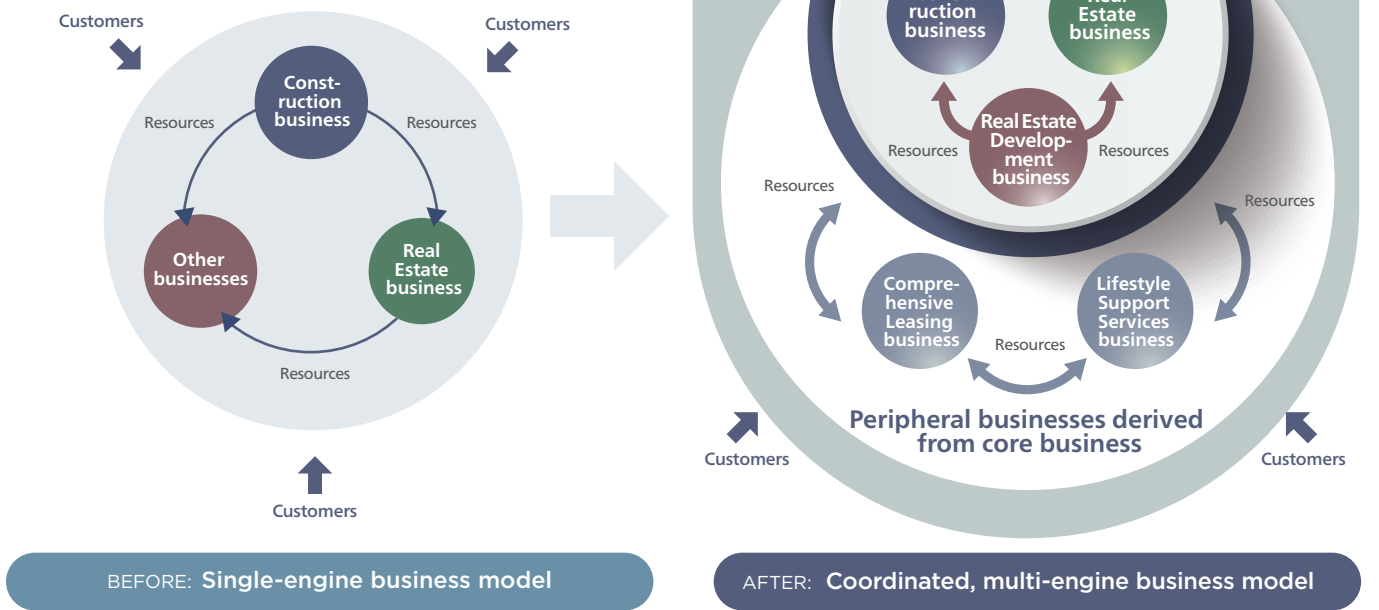 Customers
Customers
Const-
ruction
business
Resources
Resources
Other
businesses
Real
Estate
business
Resources
Customers
BEFORE: Single-engine business model
ruction
business
Real
Estate
business
Real Estate
Develop-
ment
business
Resources
Resources
Resources
Resources
Compre-
hensive
Leasing
business
Lifestyle
Support
Services
business
Resources
Peripheral businesses derived
from core business
Customers
Customers
AFTER: Coordinated, multi-engine business model